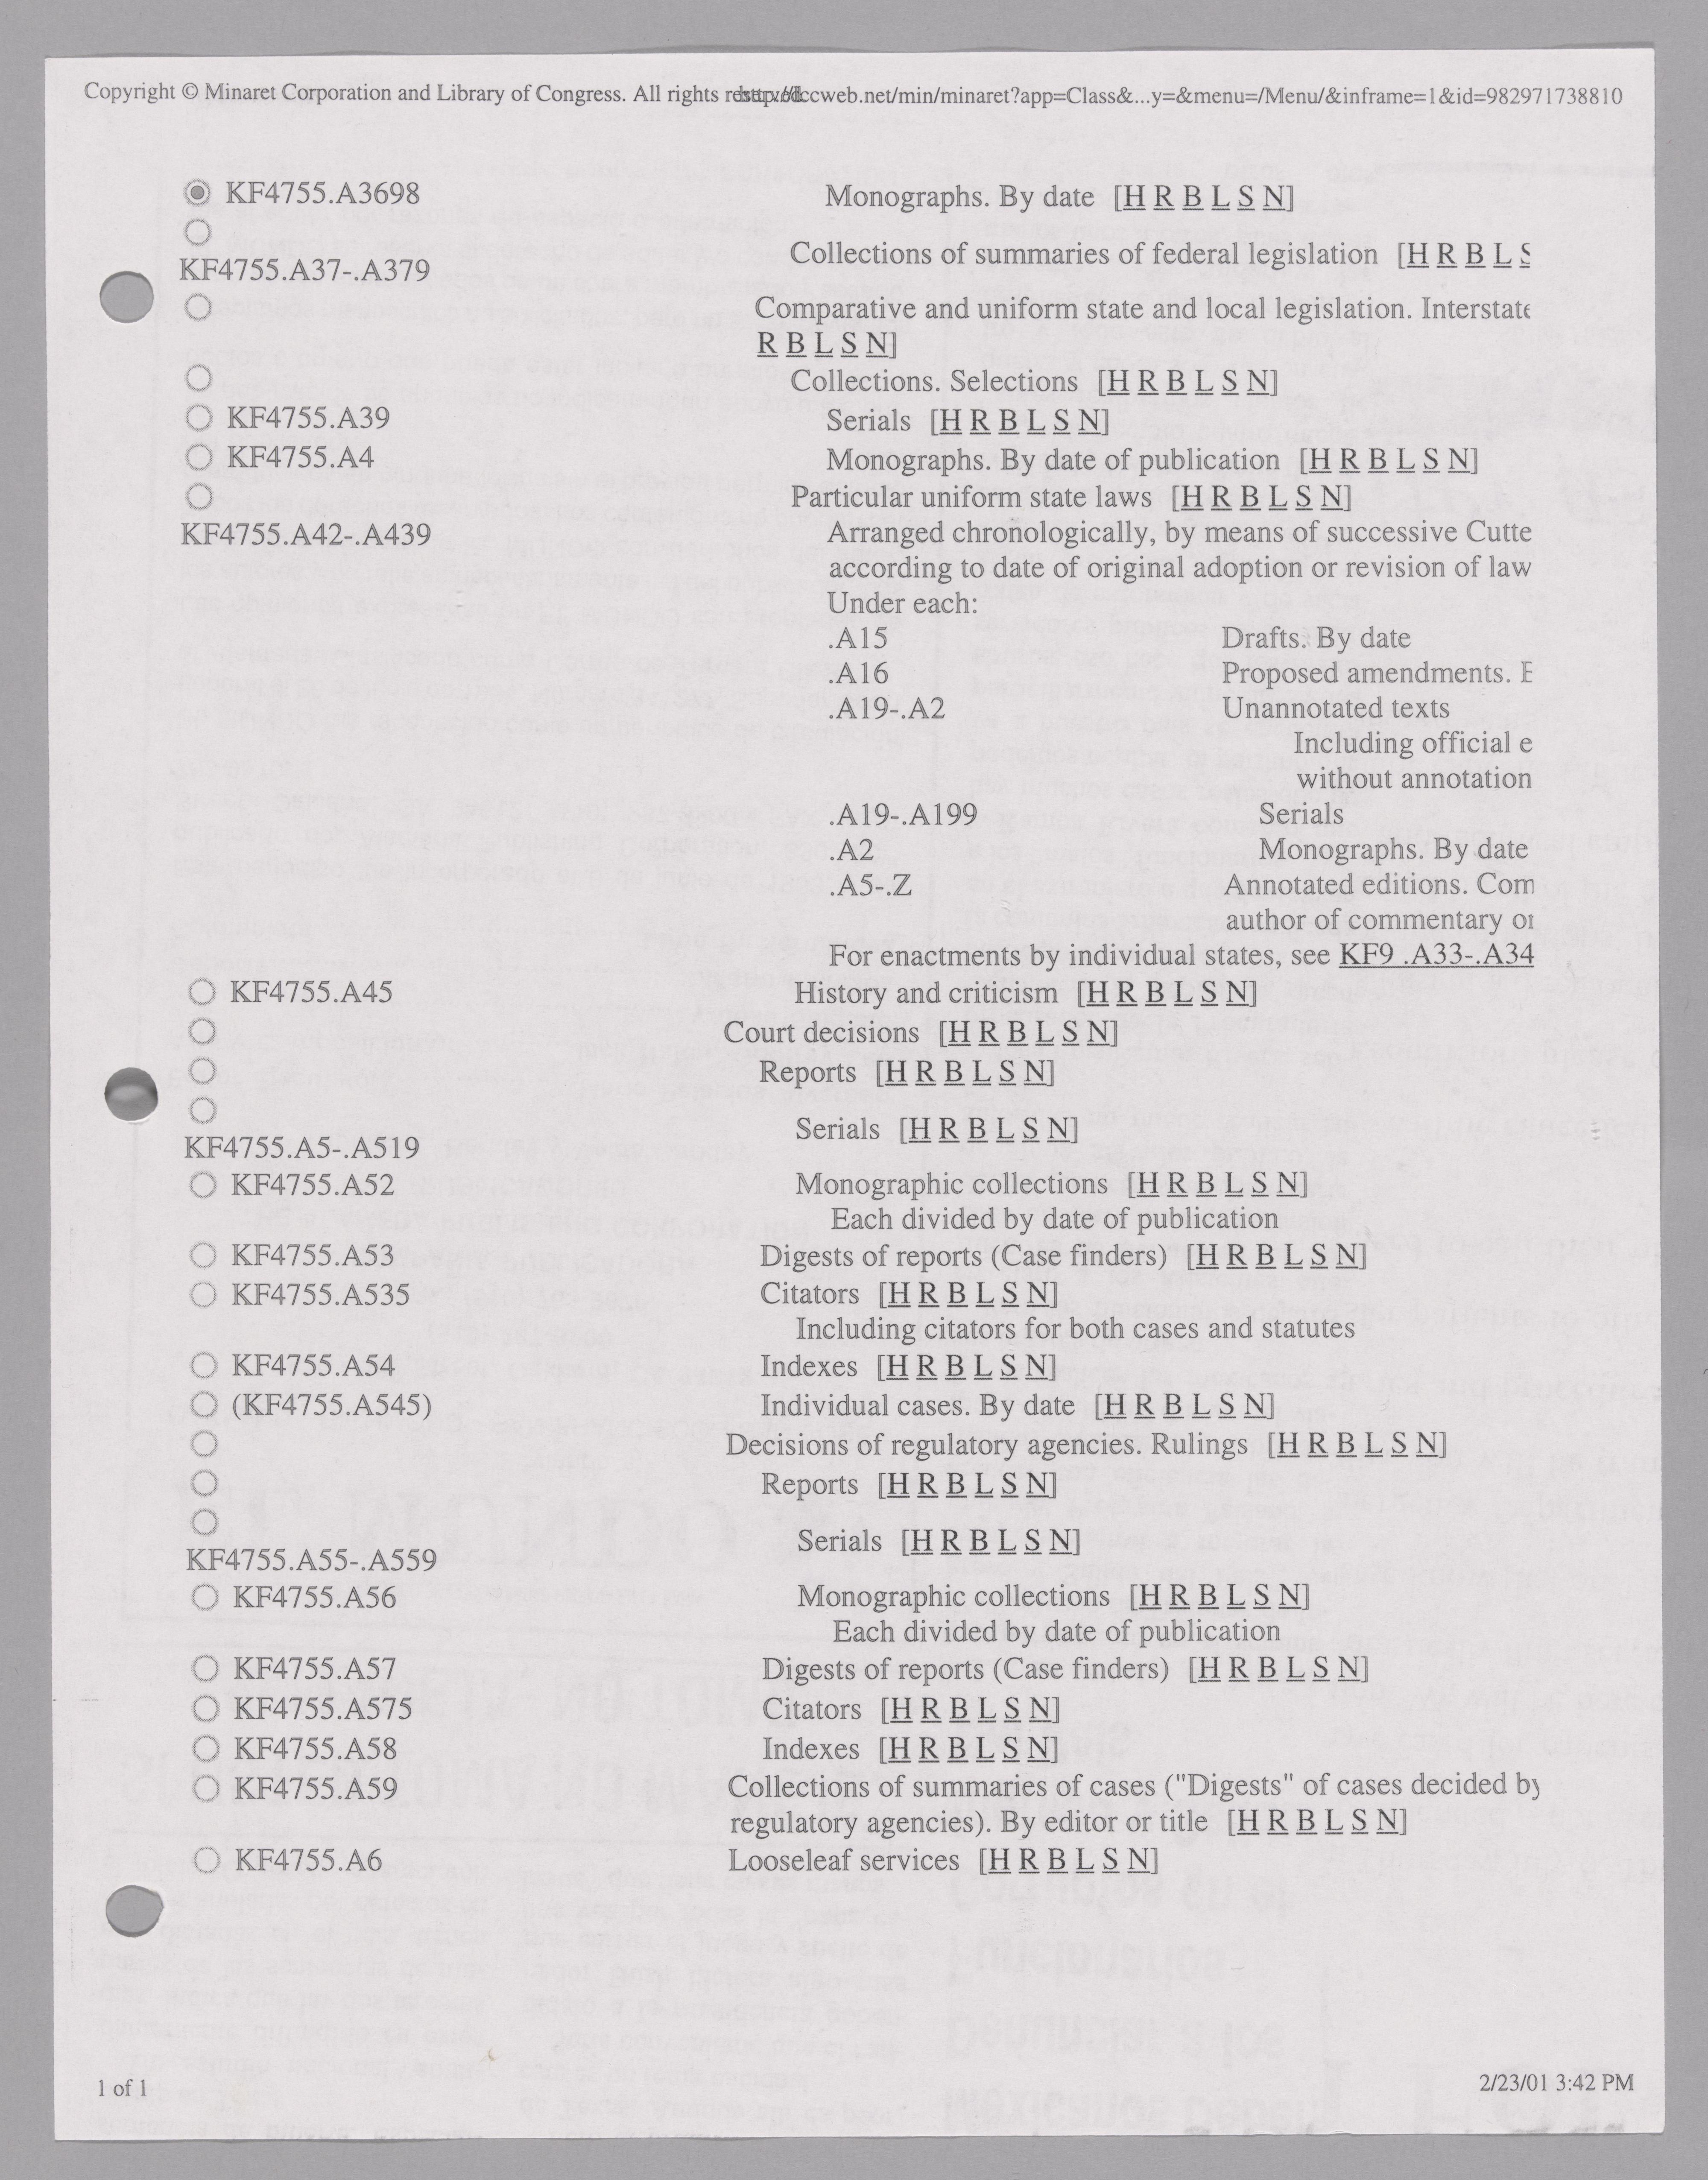 Copyright © Minaret Corporation and Library of Congress. All rights http://lccweb.net/min/minaret?app=Class&...y=&menu=/Menu/&inframe=1&id=982971738810
KF4755.A3698 Monographs. By date [H R B L S N]
Collections of summaries of federal legislation [H R B L S
KF4755.A37-.A379
Comparative and uniform state and local legislation. Interstate
R B L S N]
Collections. Selections [H R B L S N]
KF4755.A39 Serials [H R B L S N]
KF4755.A4 Monographs. By date of publication [H R B L S N]
Particular uniform state laws [H R B L S N]
KF4755.A42-.A439 Arranged chronologically, by means of successive Cutte
according to date of original adoption or revision of law
Under each:
.A15 Drafts. By date
.A16 Proposed amendments. B
.A19-.A2 Unannotated texts
Including official e
without annotation
.A19-.A199 Serials
.A2 Monographs. By date
.A5-.Z Annotated editions. Com
author of commentary or
For enactments by individual states, see KF9 .A33-.A34
KF4755.A45 History and criticism [H R B L S N]
Court decisions [H R B L S N]
Reports [H R B L S N]
Serials [H R B L S N]
KF4755.A5-.A519
KF4755.A52 Monographic collections [H R B L S N]
Each divided by date of publication
KF4755.A53 Digests of reports (Case finders) [H R B L S N]
KF4755.A535 Citators [H R B L S N]
Including citators for both cases and statutes
KF4755.A54 Indexes [H R B L S N]
(KF4755.A545) Individual cases. By date [H R B L S N]
Decisions of regulatory agencies. Rulings [H R B L S N]
Reports [H R B L S N]
Serials [H R B L S N]
KF4755.A55-.A559
KF4755.A56 Monographic collections [H R B L S N]
Each divided by date of publication
KF4755.A57 Digests of reports (Case finders) [H R B L S N]
KF4755.A575 Citators [H R B L S N]
KF4755.A58 Indexes [H R B L S N]
KF4755.A59 Collections of summaries of cases ("Digests" of cases decided by
regulatory agencies). By editor or title [H R B L S N]
KF4755.A6 Looseleaf services [H R B L S N]
1 of 1 2/23/01 3:42 PM